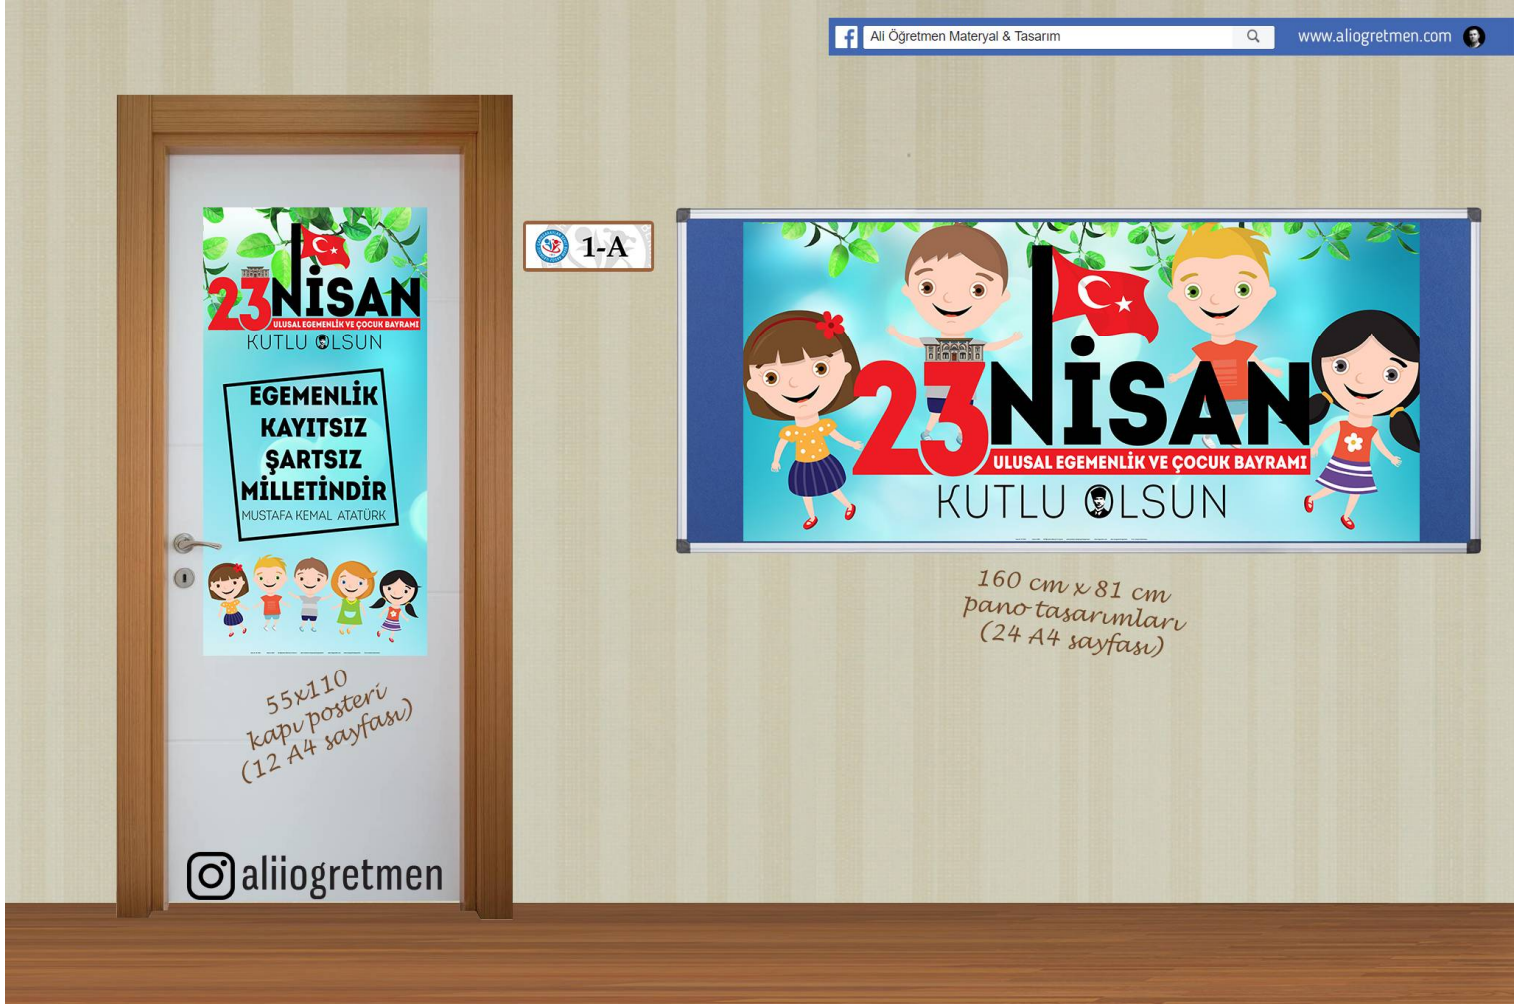 Ali Öğretmen Materyal & Tasarım
www.aliogretmen.com
23 NİSAN
ULUSAL EGEMENLİK VE ÇOCUK BAYRAMI
KUTLU OLSUN
EGEMENLİK
KAYITSIZ
ŞARTSIZ
MİLLETİNDİR
MUSTAFA KEMAL ATATÜRK
55x110
kapı posteri
(12 A4 sayfası)
aliiogretmen
1-A
23 NİSAN
ULUSAL EGEMENLİK VE ÇOCUK BAYRAMI
KUTLU OLSUN
160 cm x 81 cm
pano tasarımları
(24 A4 sayfası)